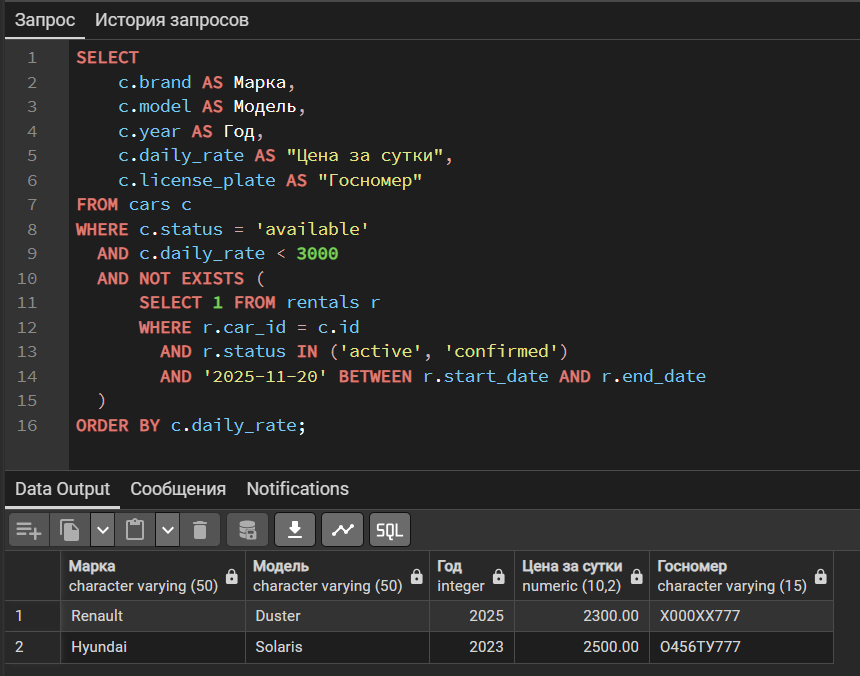 Запрос История запросов
1 SELECT
2 c.brand AS Марка,
3 c.model AS Модель,
4 c.year AS Год,
5 c.daily_rate AS "Цена за сутки",
6 c.license_plate AS "Госномер"
7 FROM cars c
8 WHERE c.status = 'available'
9 AND c.daily_rate < 3000
10 AND NOT EXISTS (
11 SELECT 1 FROM rentals r
12 WHERE r.car_id = c.id
13 AND r.status IN ('active', 'confirmed')
14 AND '2025-11-20' BETWEEN r.start_date AND r.end_date
15 )
16 ORDER BY c.daily_rate;
Data Output Сообщения Notifications
SQL
Марка Модель Год Цена за сутки Госномер
character varying (50) character varying (50) integer numeric (10,2) character varying (15)
1 Renault Duster 2025 2300.00 Х000ХХ777
2 Hyundai Solaris 2023 2500.00 О456ТУ777